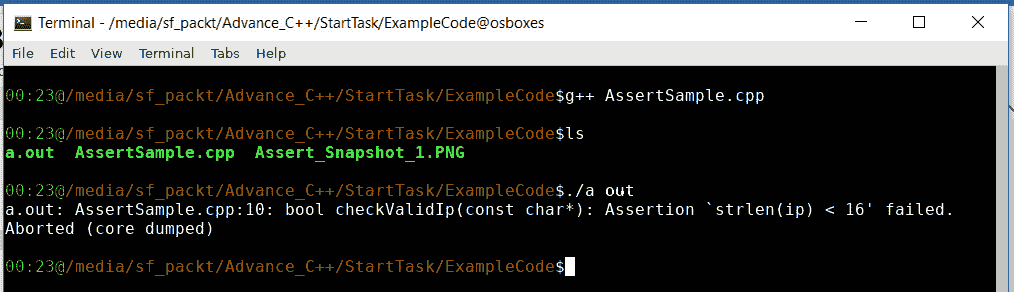 Terminal - /media/sf_packt/Advance_C++/StartTask/ExampleCode@osboxes
File Edit View Terminal Tabs Help
00:23@/media/sf_packt/Advance_C++/StartTask/ExampleCode$g++ AssertSample.cpp
00:23@/media/sf_packt/Advance_C++/StartTask/ExampleCode$ls
a.out AssertSample.cpp Assert_Snapshot_1.PNG
00:23@/media/sf_packt/Advance_C++/StartTask/ExampleCode$./a out
a.out: AssertSample.cpp:10: bool checkValidIp(const char*): Assertion `strlen(ip) < 16' failed.
Aborted (core dumped)
00:23@/media/sf_packt/Advance_C++/StartTask/ExampleCode$